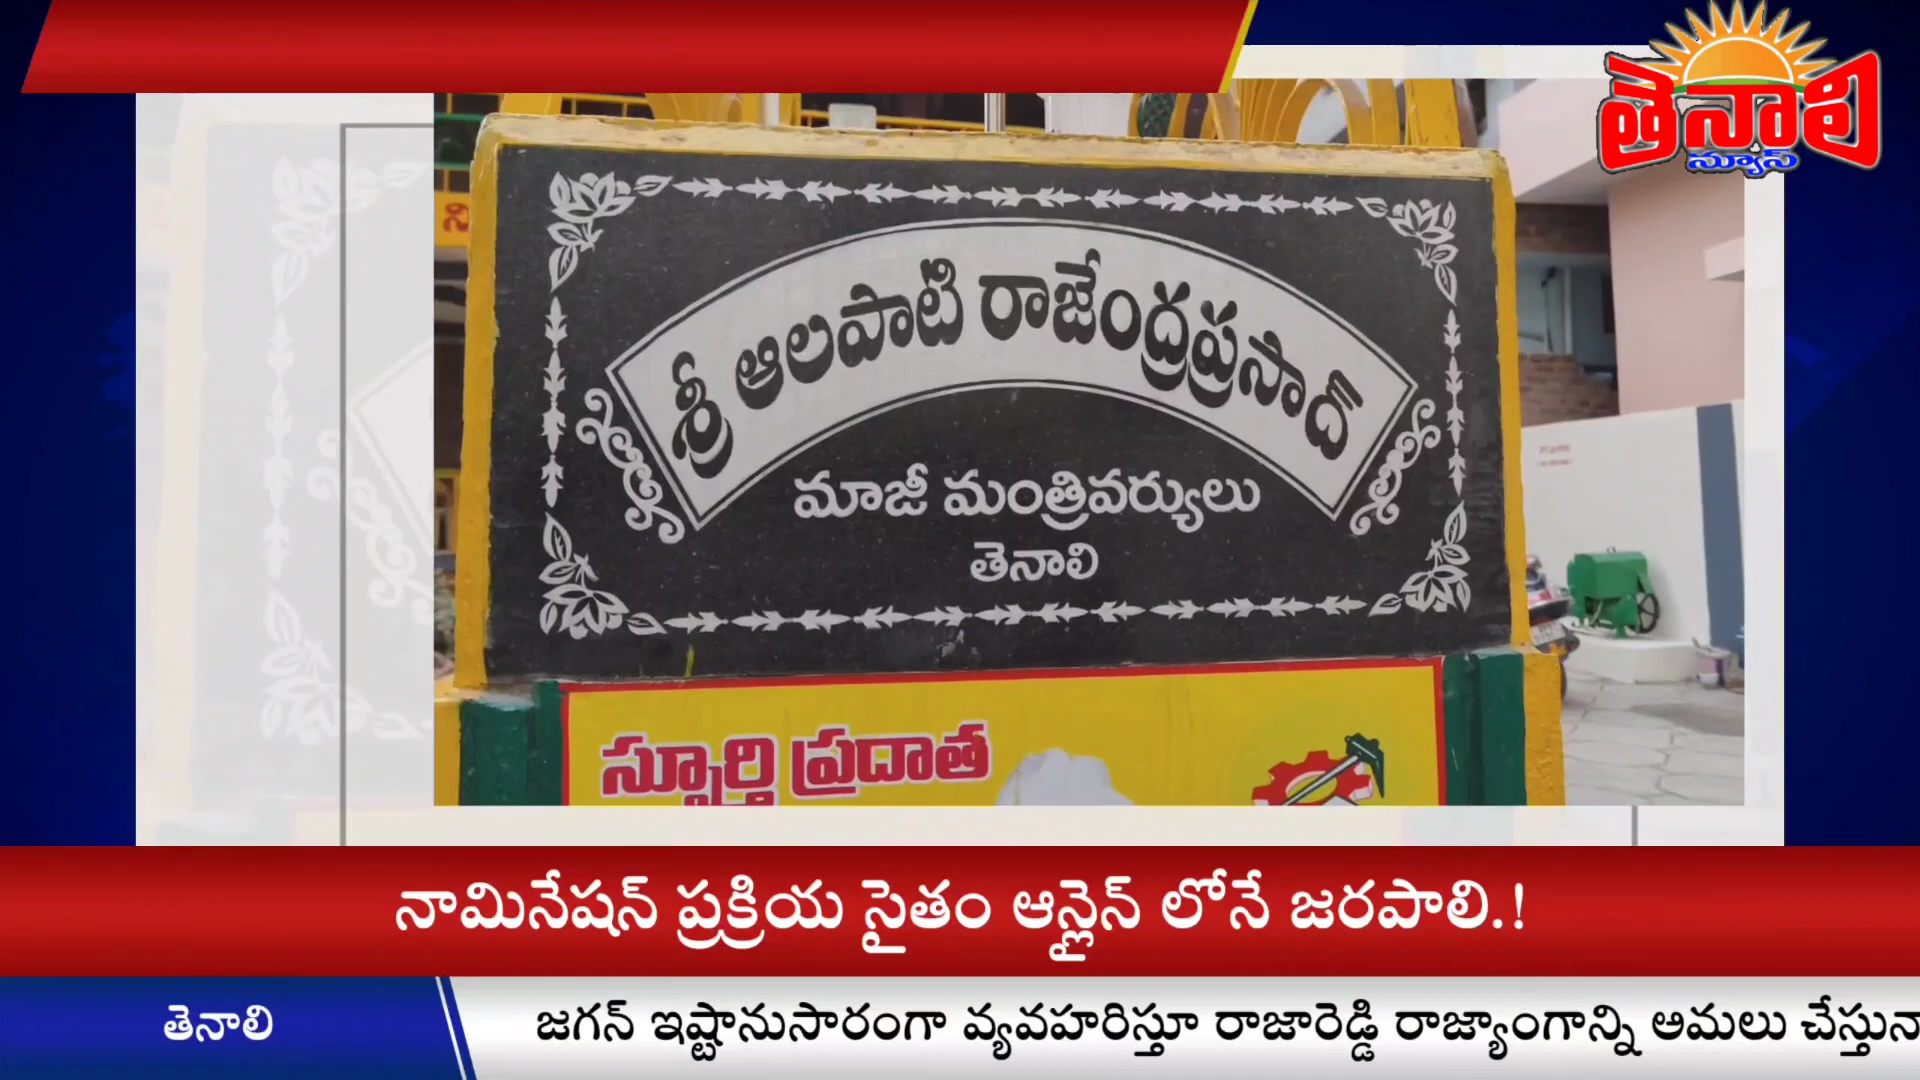 తెనాలి
న్యూస్
ని
శ్రీ ఆలపాటి రాజేంద్రప్రసాద్
మాజీ మంత్రివర్యులు
తెనాలి
స్ఫూర్తి ప్రదాత
నామినేషన్ ప్రక్రియ సైతం ఆన్లైన్ లోనే జరపాలి.!
తెనాలి
జగన్ ఇష్టానుసారంగా వ్యవహరిస్తూ రాజారెడ్డి రాజ్యాంగాన్ని అమలు చేస్తున